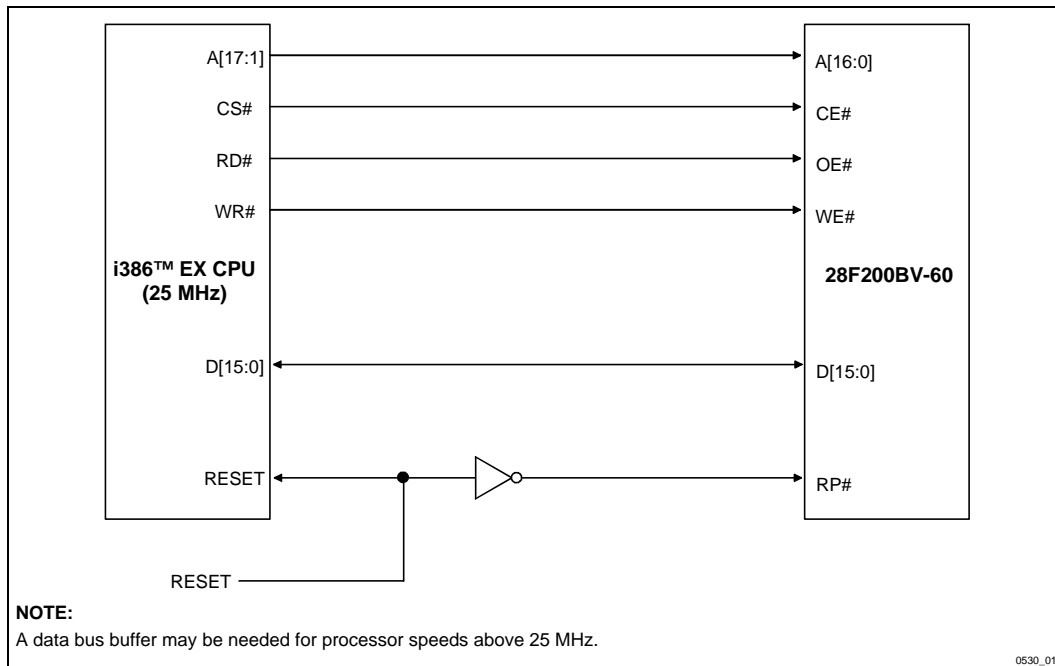 A[17:1]
A[16:0]
CS#
CE#
RD#
OE#
WR#
WE#
i386™ EX CPU
(25 MHz)
28F200BV-60
D[15:0]
D[15:0]
RESET
RP#
RESET
NOTE:
A data bus buffer may be needed for processor speeds above 25 MHz.
0530_01